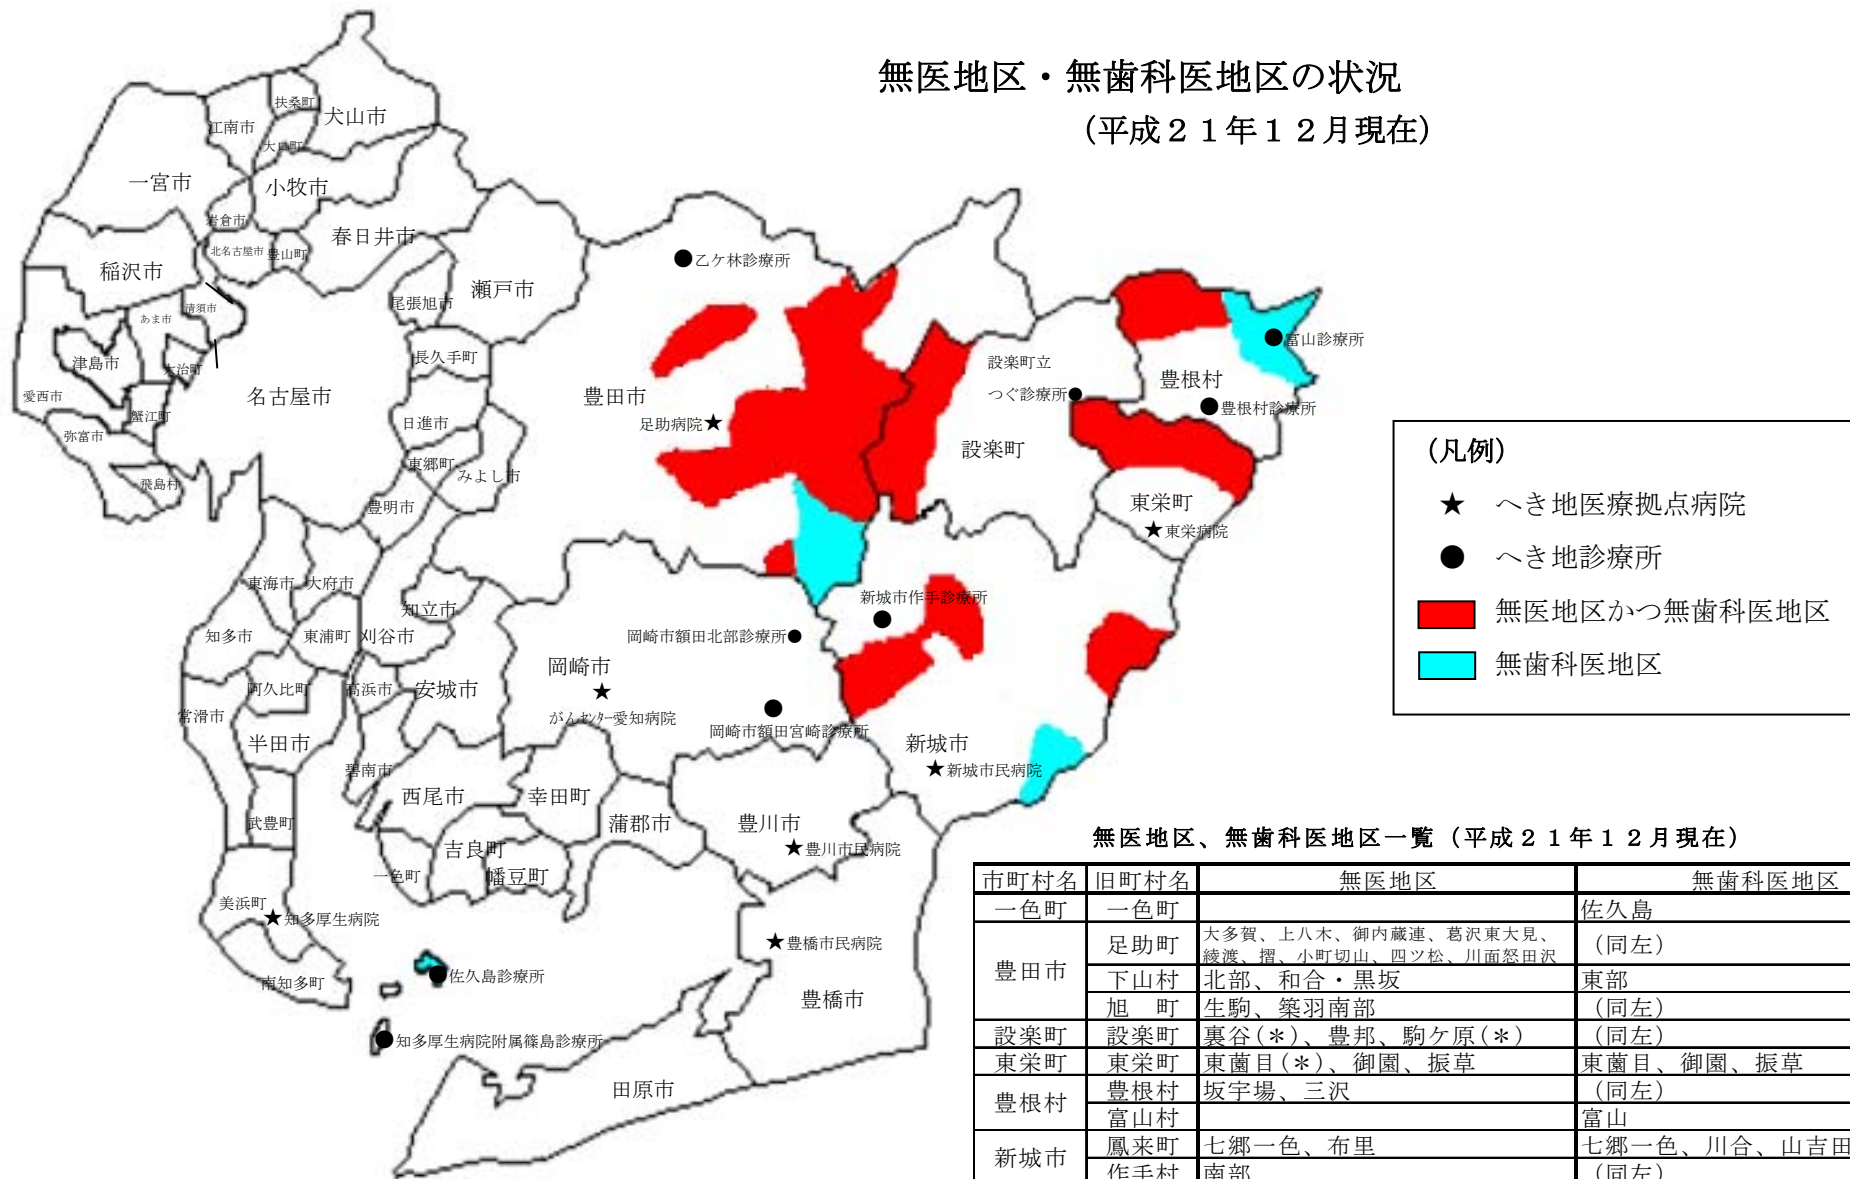 無医地区・無歯科医地区の状況
(平成21年12月現在)
扶桑町
犬山市
江南市
大口町
一宮市
小牧市
岩倉市
春日井市
北名古屋市
豊山町
稲沢市
瀬戸市
尾張旭市
清須市
あま市
津島市
大治町
長久手町
愛西市
名古屋市
蟹江町
日進市
弥富市
東郷町
みよし市
飛島村
豊明市
乙ケ林診療所
豊田市
足助病院
設楽町立
つぐ診療所
設楽町
富山診療所
豊根村
豊根村診療所
東栄町
東栄病院
(凡例)
★ へき地医療拠点病院
● へき地診療所
無医地区かつ無歯科医地区
無歯科医地区
東海市
大府市
知立市
知多市
東浦町
刈谷市
新城市作手診療所
岡崎市額田北部診療所
岡崎市
阿久比町
高浜市
安城市
常滑市
がんセンター愛知病院
岡崎市額田宮崎診療所
半田市
新城市
碧南市
新城市民病院
西尾市
幸田町
蒲郡市
豊川市
武豊町
吉良町
豊川市民病院
一色町
幡豆町
美浜町
知多厚生病院
豊橋市民病院
南知多町
佐久島診療所
豊橋市
知多厚生病院附属篠島診療所
田原市
無医地区、無歯科医地区一覧(平成21年12月現在)
市町村名 旧町村名 無医地区 無歯科医地区
一色町 一色町 佐久島
豊田市 足助町 大多賀、上八木、御内蔵連、葛沢東大見、
綾渡、摺、小町切山、四ツ松、川面怒田沢 (同左)
下山村 北部、和合・黒坂 東部
旭 町 生駒、築羽南部 (同左)
設楽町 設楽町 裏谷(*)、豊邦、駒ケ原(*) (同左)
東栄町 東栄町 東薗目(*)、御園、振草 東薗目、御園、振草
豊根村 豊根村 坂宇場、三沢 (同左)
富山村 富山
新城市 鳳来町 七郷一色、布里 七郷一色、川合、山吉田
作手村 南部 (同左)